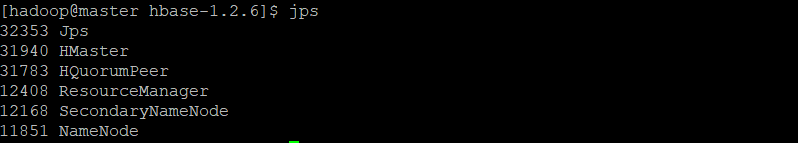 [hadoop@master hbase-1.2.6]$ jps
32353 Jps
31940 HMaster
31783 HQuorumPeer
12408 ResourceManager
12168 SecondaryNameNode
11851 NameNode